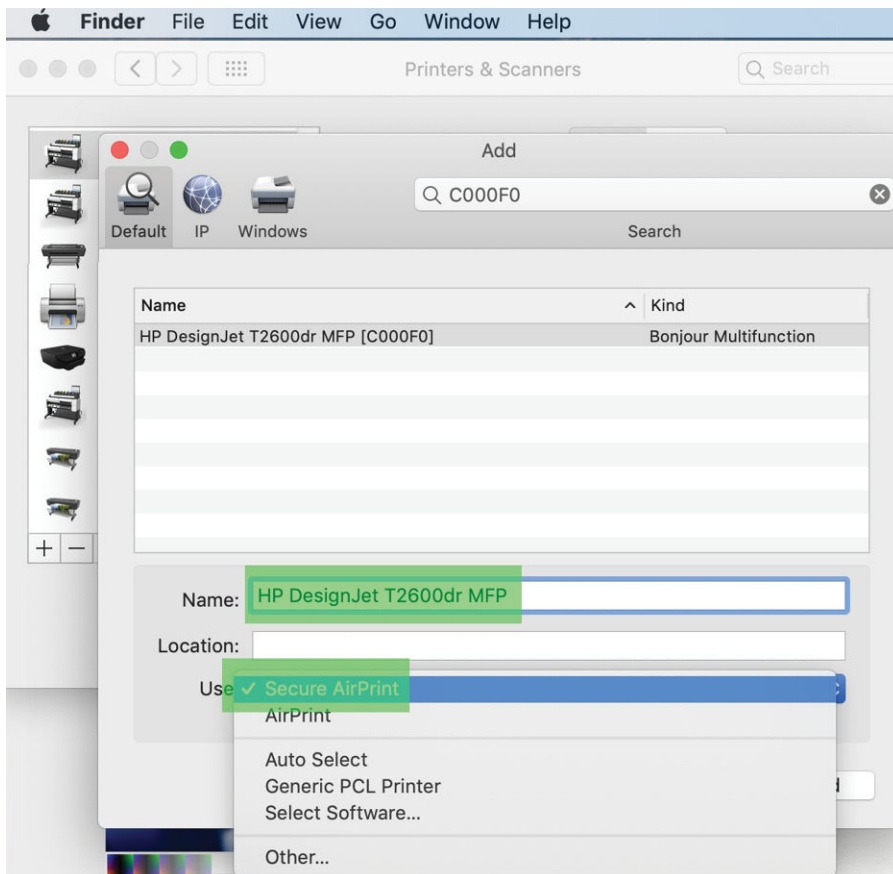 Finder File Edit View Go Window Help
Printers & Scanners Search
Add
C000F0
Default IP Windows Search
Name Kind
HP DesignJet T2600dr MFP [C000F0] Bonjour Multifunction
Name: HP DesignJet T2600dr MFP
Location:
Use ✓ Secure AirPrint
AirPrint
Auto Select
Generic PCL Printer
Select Software...
Other...